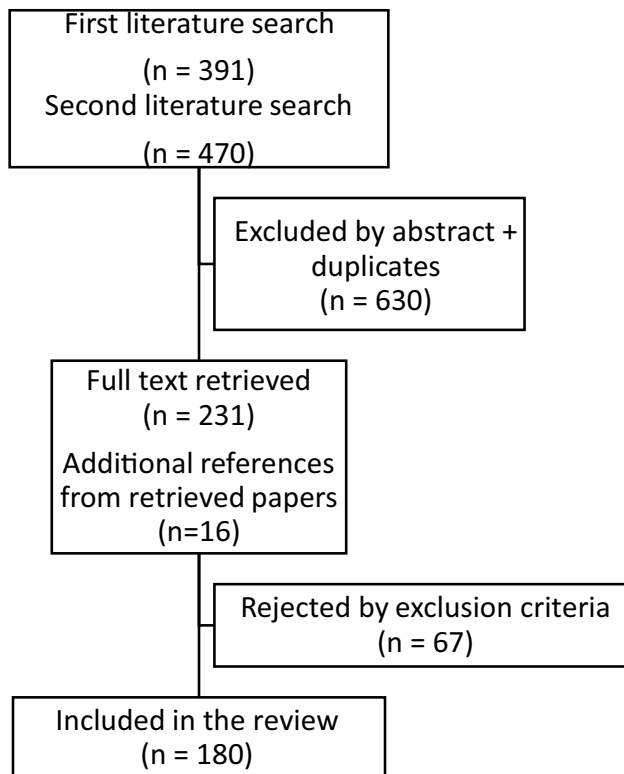 First literature search
(n = 391)
Second literature search
(n = 470)
Excluded by abstract +
duplicates
(n = 630)
Full text retrieved
(n = 231)
Additional references
from retrieved papers
(n=16)
Rejected by exclusion criteria
(n = 67)
Included in the review
(n = 180)